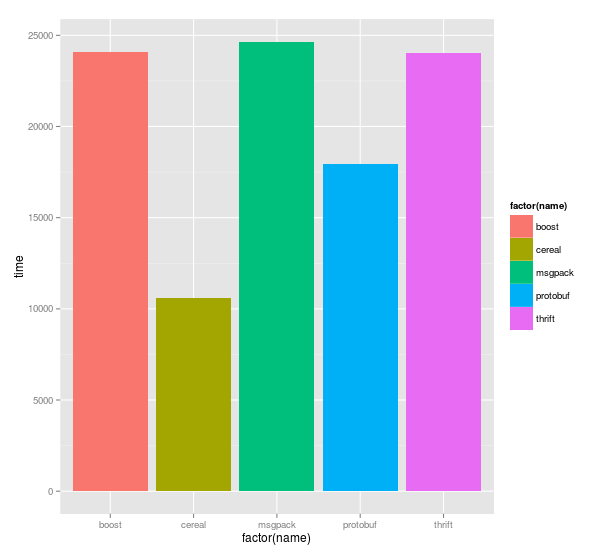 25000
20000
15000
10000
5000
0
time
boost cereal msgpack protobuf thrift
factor(name)
factor(name)
boost
cereal
msgpack
protobuf
thrift